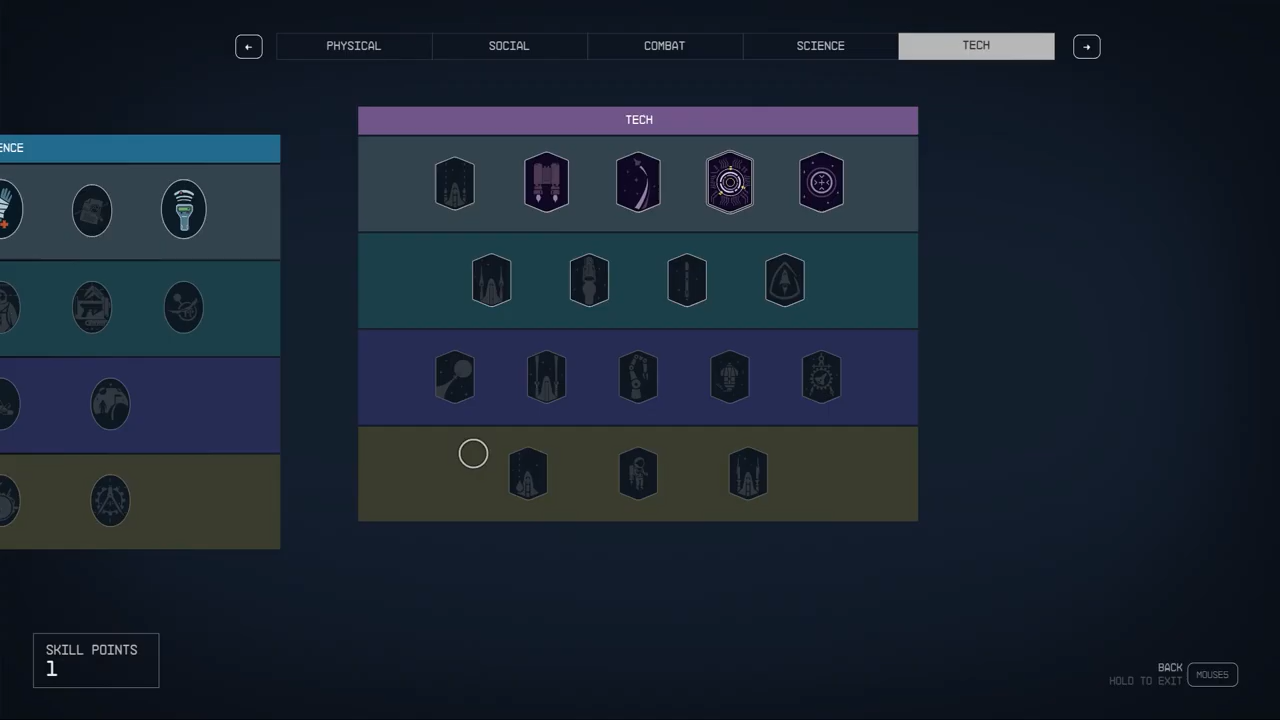 PHYSICAL
SOCIAL
COMBAT
SCIENCE
TECH
TECH
ENCE
SKILL POINTS
1
BACK
HOLD TO EXIT
MOUSE5